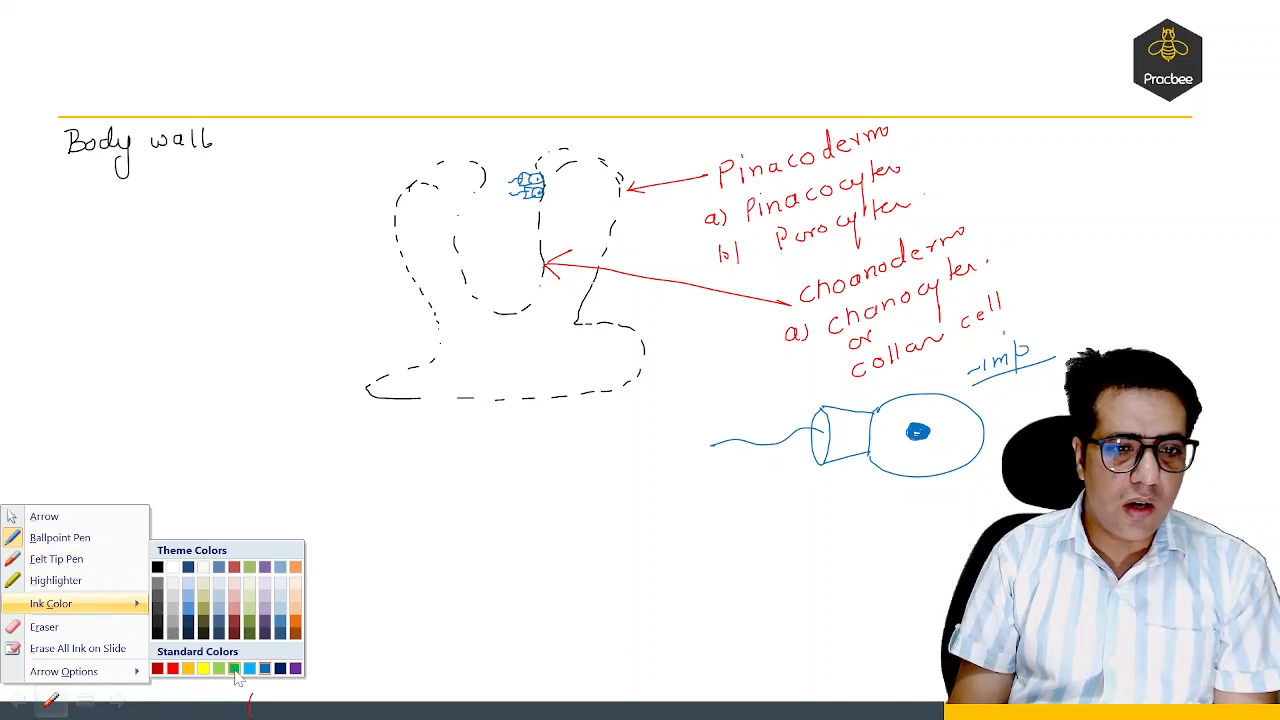 Pracbee
Body wall
Pinacoderm
a) Pinacocytes
b) Porocytes
Choanoderm
a) Chanocytes.
or
collar cell
imp
Arrow
Ballpoint Pen
Felt Tip Pen
Highlighter
Ink Color
Eraser
Erase All Ink on Slide
Arrow Options
Theme Colors
Standard Colors